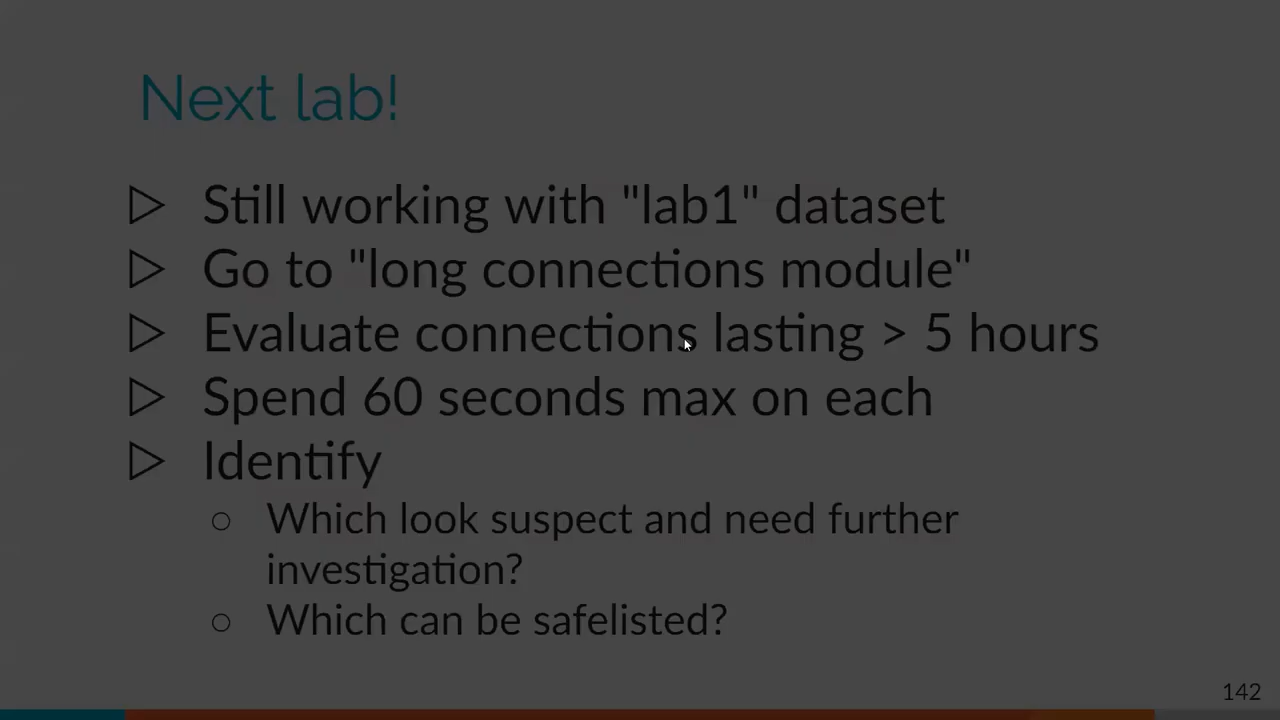 Next lab!
Still working with "lab1" dataset
Go to "long connections module"
Evaluate connections lasting > 5 hours
Spend 60 seconds max on each
Identify
Which look suspect and need further
investigation?
Which can be safelisted?
142